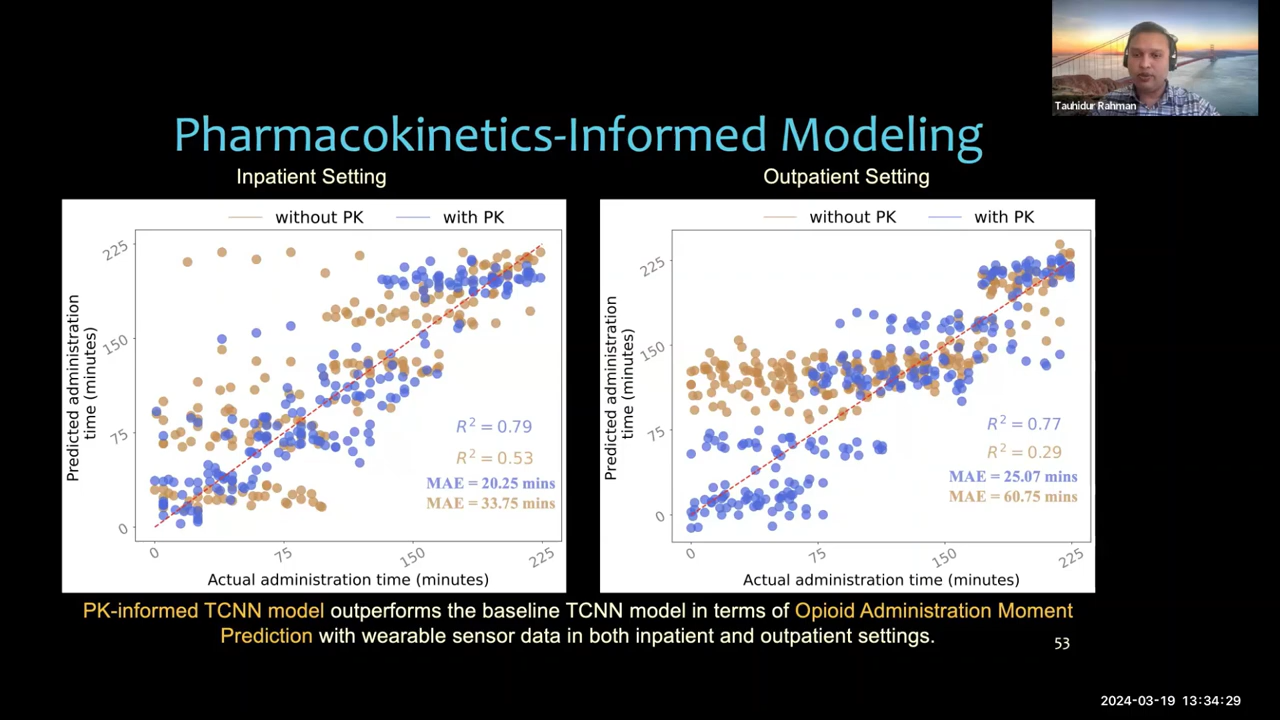 Tauhidur Rahman
Pharmacokinetics-Informed Modeling
Inpatient Setting
without PK
with PK
225
150
75
0
Predicted administration
time (minutes)
R² = 0.79
R² = 0.53
MAE = 20.25 mins
MAE = 33.75 mins
0
75
150
225
Actual administration time (minutes)
Outpatient Setting
without PK
with PK
225
150
75
0
Predicted administration
time (minutes)
R² = 0.77
R² = 0.29
MAE = 25.07 mins
MAE = 60.75 mins
0
75
150
225
Actual administration time (minutes)
PK-informed TCNN model outperforms the baseline TCNN model in terms of Opioid Administration Moment
Prediction with wearable sensor data in both inpatient and outpatient settings.
53
2024-03-19 13:34:29